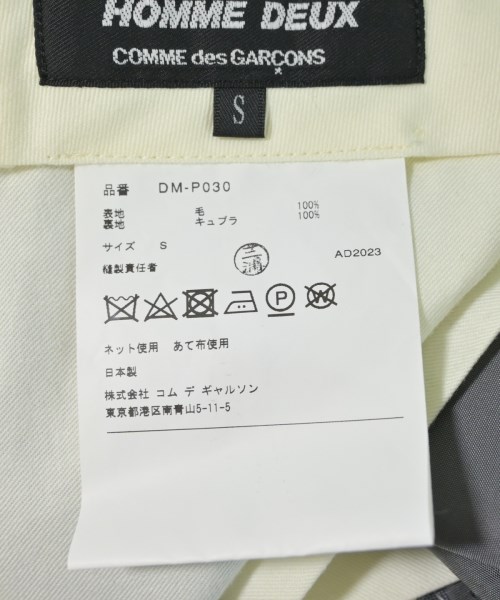 HOMME DEUX
COMME des GARÇONS
S
品番 DM-P030
表地 毛 100%
裏地 キュプラ 100%
サイズ S
縫製責任者 三浦 AD2023
P W
ネット使用 あて布使用
日本製
株式会社 コム デ ギャルソン
東京都港区南青山5-11-5